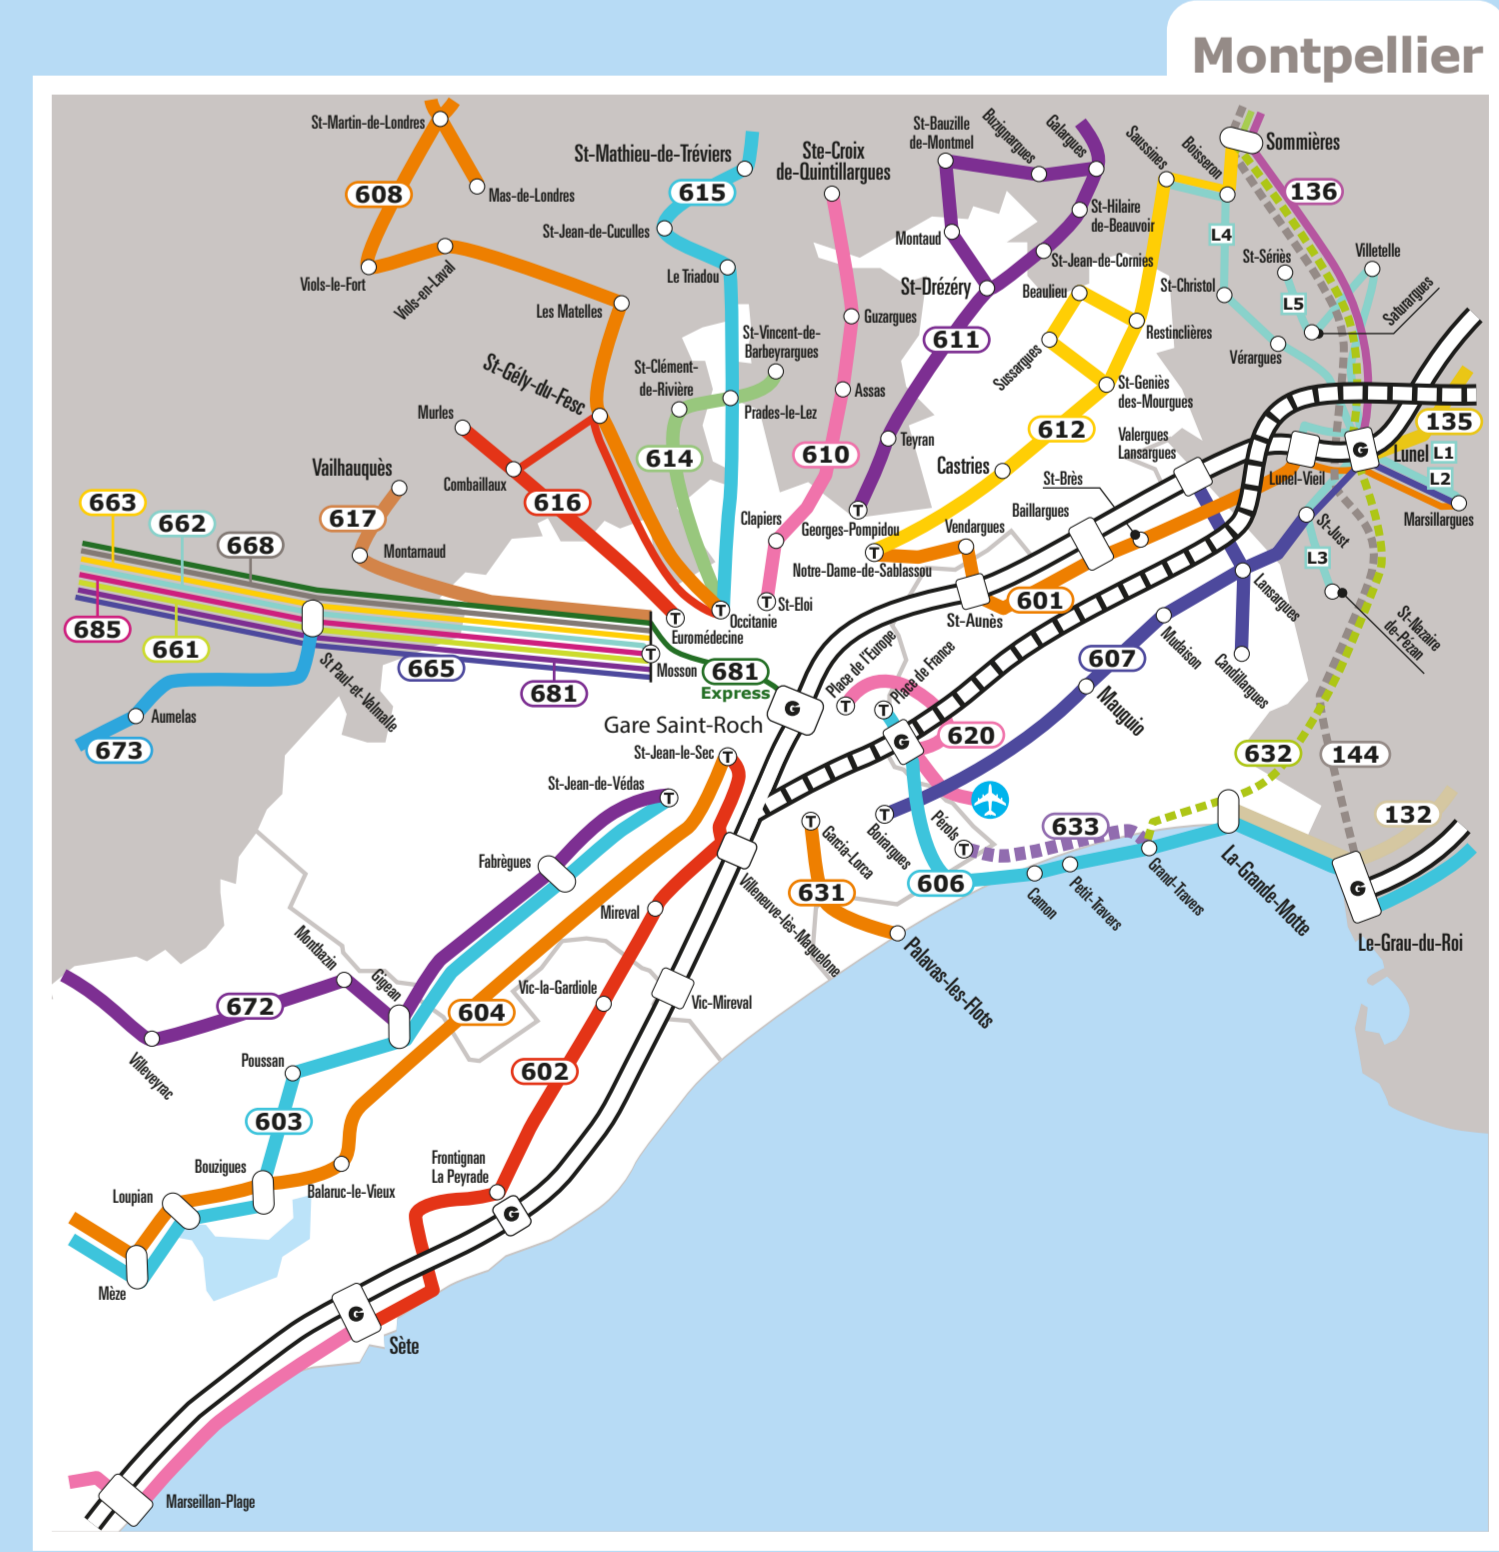 Montpellier
St-Martin-de-Londres
608
Mas-de-Londres
Viols-le-Fort
Viols-en-Laval
Les Matelles
St-Gély-du-Fesc
St-Mathieu-de-Tréviers
615
St-Jean-de-Cuculles
Le Triadou
St-Vincent-de-
Barbeyrargues
St-Clément-
de-Rivière
Prades-le-Lez
614
Ste-Croix
de-Quintillargues
Guzargues
Assas
610
Clapiers
St-Eloi
T
St-Bauzille
de-Montmel
Buzignargues
Galargues
St-Hilaire
de-Beauvoir
Montaud
St-Jean-de-Cornies
St-Drézéry
611
Teyran
Georges-Pompidou
T
Saussines
Boisseron
Beaulieu
Restinclières
Sussargues
St-Geniès
des-Mourgues
612
Castries
Notre-Dame-de-Sablassou
T
Sommières
136
L4
St-Sériès
Villetelle
St-Christol
L5
Saturargues
Vérargues
135
Lunel
G
L1
L2
Marsillargues
Lunel-Vieil
Valergues
Lansargues
St-Brès
Baillargues
Vendargues
601
St-Aunès
St-Just
L3
St-Nazaire
de-Pézan
Lansargues
Candillargues
Mudaison
607
Mauguio
Boirargues
T
Murles
Combaillaux
616
Vailhauquès
617
Montarnaud
663
662
668
685
661
665
681
St Paul-et-Valmalle
Aumelas
673
Euromédecine
T
Occitanie
T
Mosson
T
681
Express
Gare Saint-Roch
G
Place de l'Europe
T
Place de France
T
G
620
632
144
132
Pérols
T
633
606
Carnon
Petit-Travers
Grand-Travers
La-Grande-Motte
G
Le-Grau-du-Roi
Garcia-Lorca
T
631
Palavas-les-Flots
St-Jean-le-Sec
T
St-Jean-de-Védas
T
Fabrègues
Villeneuve-lès-Maguelone
Mireval
Vic-la-Gardiole
Vic-Mireval
Montbazin
Gigean
672
Villeveyrac
604
Poussan
602
603
Bouzigues
Loupian
Balaruc-le-Vieux
Mèze
Frontignan
La Peyrade
G
G
Sète
Marseillan-Plage